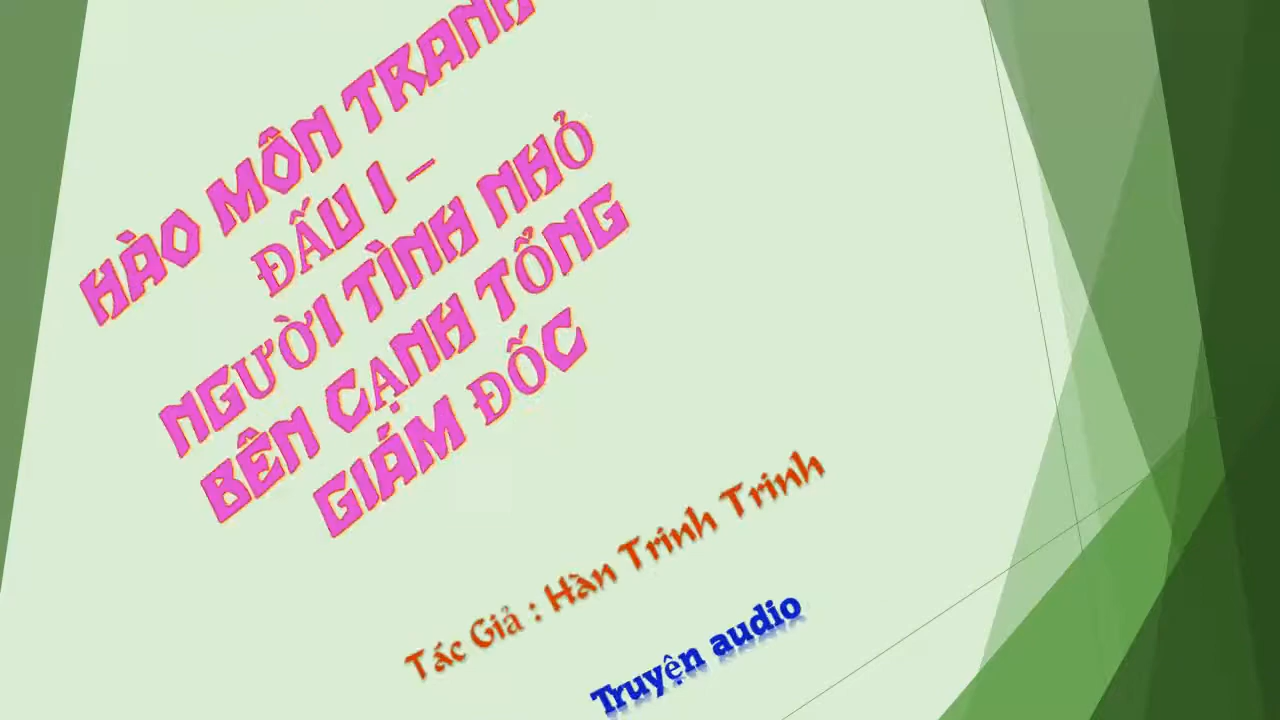 HÀO MÔN TRANH
ĐẤU I –
NGƯỜI TÌNH NHỎ
BÊN CẠNH TỔNG
GIÁM ĐỐC
Tác Giả : Hàn Trinh Trinh
Truyện audio